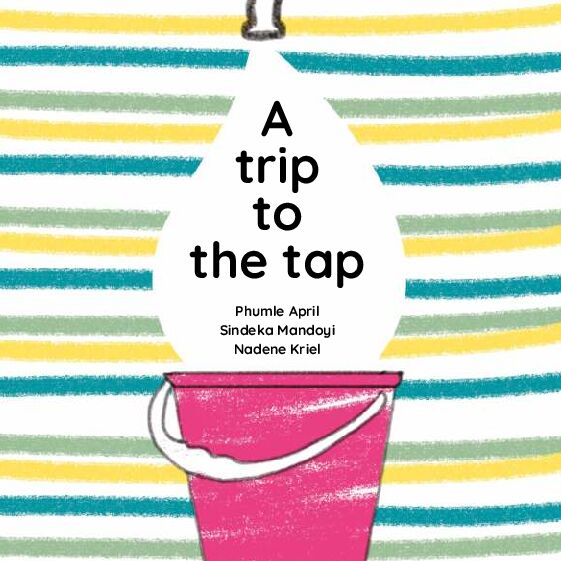 A
trip
to
the tap
Phumle April
Sindeka Mandoyi
Nadene Kriel